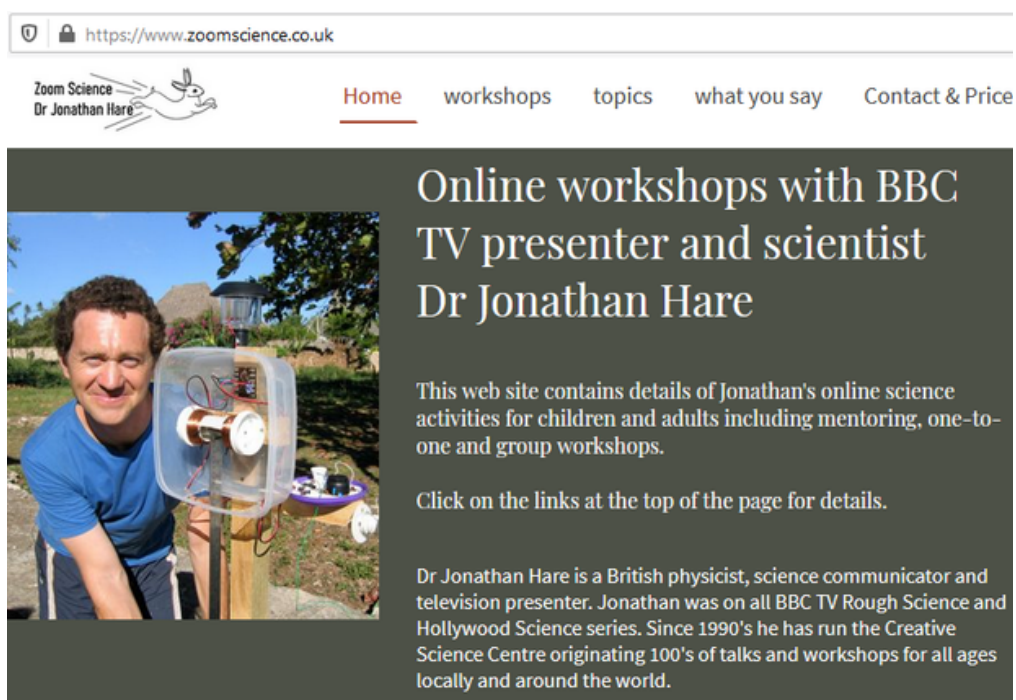 https://www.zoomscience.co.uk
Zoom Science
Dr Jonathan Hare
Home workshops topics what you say Contact & Price
Online workshops with BBC
TV presenter and scientist
Dr Jonathan Hare
This web site contains details of Jonathan's online science
activities for children and adults including mentoring, one-to-
one and group workshops.
Click on the links at the top of the page for details.
Dr Jonathan Hare is a British physicist, science communicator and
television presenter. Jonathan was on all BBC TV Rough Science and
Hollywood Science series. Since 1990's he has run the Creative
Science Centre originating 100's of talks and workshops for all ages
locally and around the world.